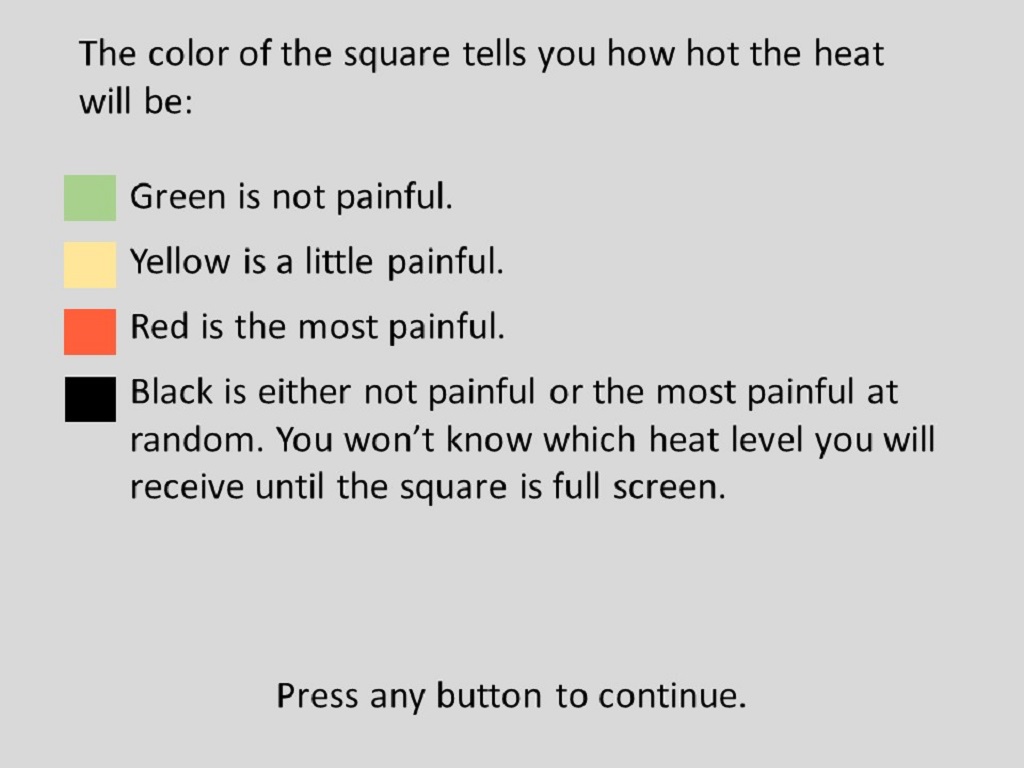 The color of the square tells you how hot the heat
will be:
Green is not painful.
Yellow is a little painful.
Red is the most painful.
Black is either not painful or the most painful at
random. You won’t know which heat level you will
receive until the square is full screen.
Press any button to continue.